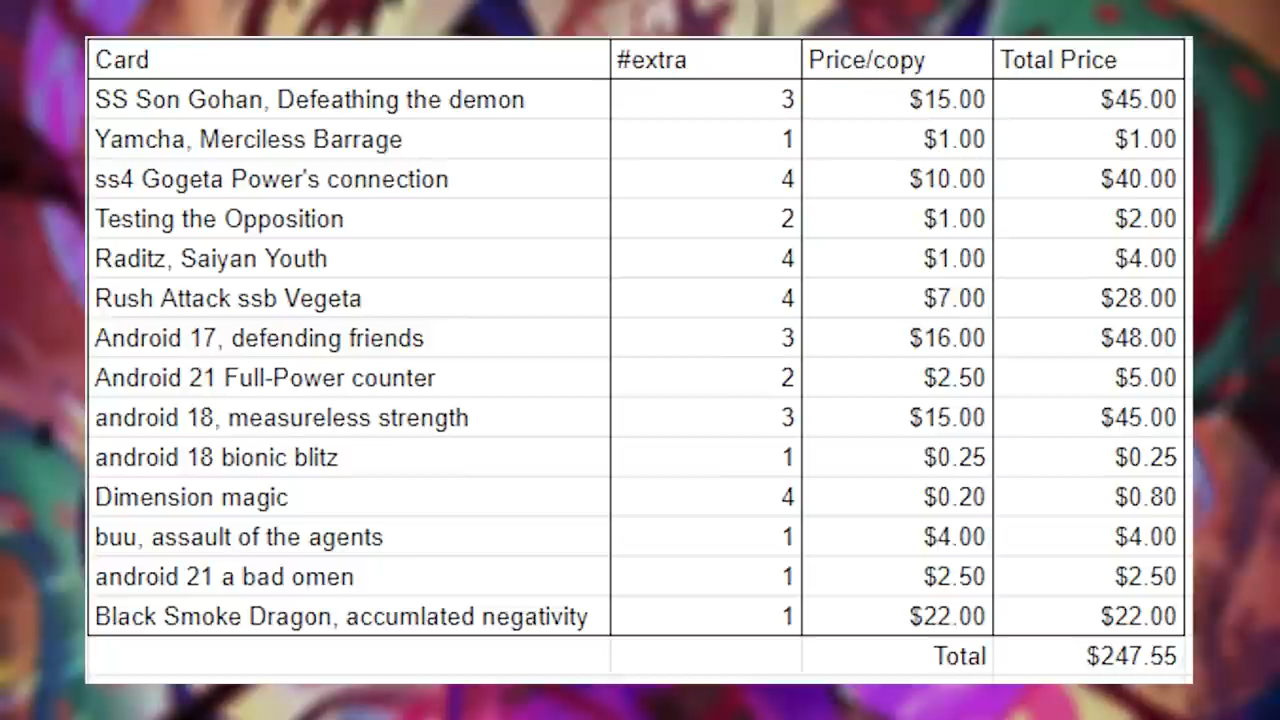 Card #extra Price/copy Total Price
SS Son Gohan, Defeathing the demon 3 $15.00 $45.00
Yamcha, Merciless Barrage 1 $1.00 $1.00
ss4 Gogeta Power's connection 4 $10.00 $40.00
Testing the Opposition 2 $1.00 $2.00
Raditz, Saiyan Youth 4 $1.00 $4.00
Rush Attack ssb Vegeta 4 $7.00 $28.00
Android 17, defending friends 3 $16.00 $48.00
Android 21 Full-Power counter 2 $2.50 $5.00
android 18, measureless strength 3 $15.00 $45.00
android 18 bionic blitz 1 $0.25 $0.25
Dimension magic 4 $0.20 $0.80
buu, assault of the agents 1 $4.00 $4.00
android 21 a bad omen 1 $2.50 $2.50
Black Smoke Dragon, accumlated negativity 1 $22.00 $22.00
Total $247.55